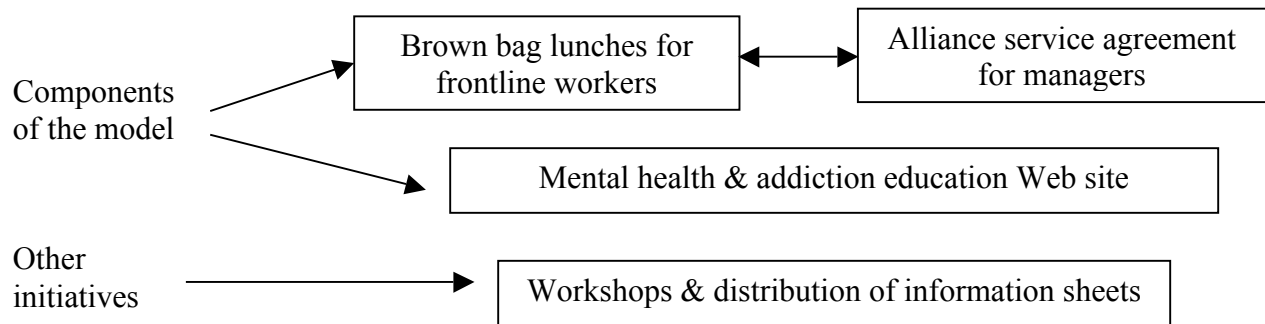 Components
of the model
Brown bag lunches for
frontline workers
Alliance service agreement
for managers
Mental health & addiction education Web site
Other
initiatives
Workshops & distribution of information sheets